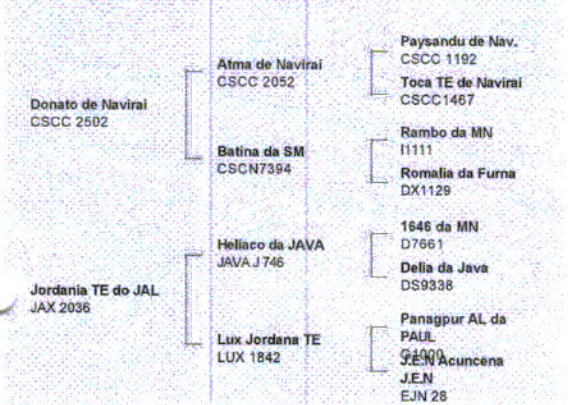 Donato de Navirai
CSCC 2502
Jordania TE do JAL
JAX 2036
Atma de Navirai
CSCC 2052
Batina da SM
CSCN7394
Heliaco da JAVA
JAVA J 746
Lux Jordana TE
LUX 1842
Paysandu de Nav.
CSCC 1192
Toca TE de Navirai
CSCC1467
Rambo da MN
I1111
Romalia da Furna
DX1129
1646 da MN
D7661
Delia da Java
DS9338
Panagpur AL da
PAUL
J.E.N Acuncena
J.E.N
EJN 28